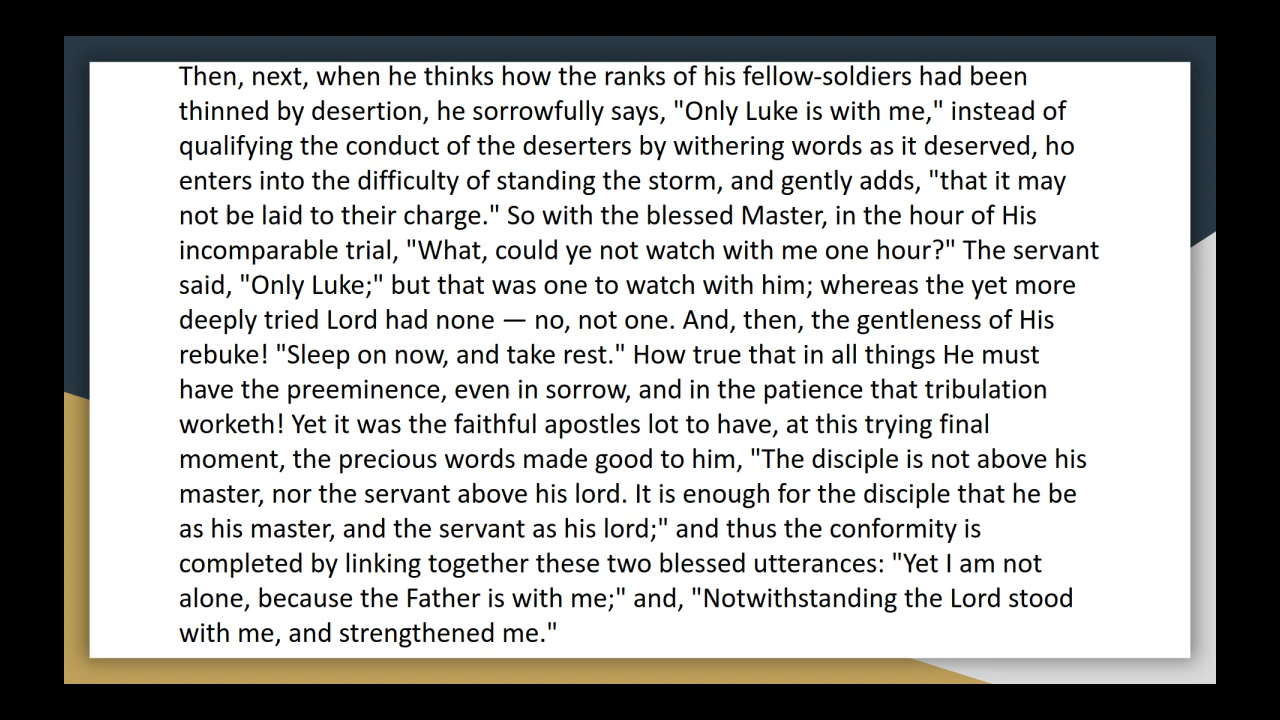 Then, next, when he thinks how the ranks of his fellow-soldiers had been
thinned by desertion, he sorrowfully says, "Only Luke is with me," instead of
qualifying the conduct of the deserters by withering words as it deserved, ho
enters into the difficulty of standing the storm, and gently adds, "that it may
not be laid to their charge." So with the blessed Master, in the hour of His
incomparable trial, "What, could ye not watch with me one hour?" The servant
said, "Only Luke;" but that was one to watch with him; whereas the yet more
deeply tried Lord had none — no, not one. And, then, the gentleness of His
rebuke! "Sleep on now, and take rest." How true that in all things He must
have the preeminence, even in sorrow, and in the patience that tribulation
worketh! Yet it was the faithful apostles lot to have, at this trying final
moment, the precious words made good to him, "The disciple is not above his
master, nor the servant above his lord. It is enough for the disciple that he be
as his master, and the servant as his lord;" and thus the conformity is
completed by linking together these two blessed utterances: "Yet I am not
alone, because the Father is with me;" and, "Notwithstanding the Lord stood
with me, and strengthened me."